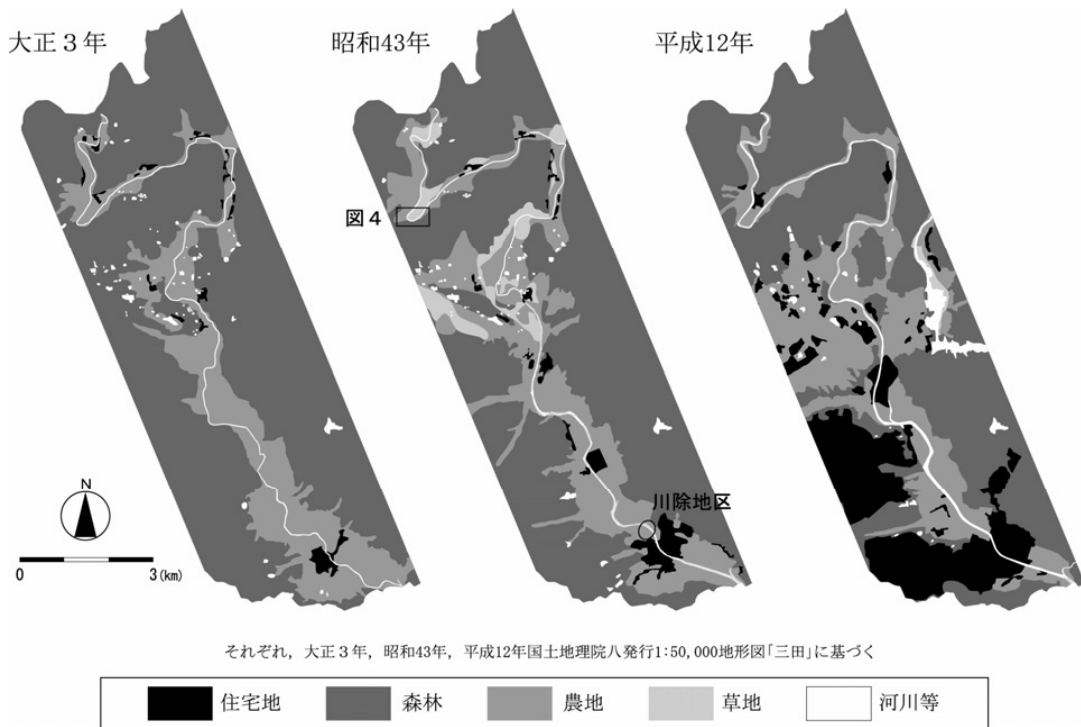 大正３年
昭和43年
平成12年
図４
川除地区
N
0
3(km)
それぞれ，大正３年，昭和43年，平成12年国土地理院八発行1:50,000地形図「三田」に基づく
住宅地
森林
農地
草地
河川等